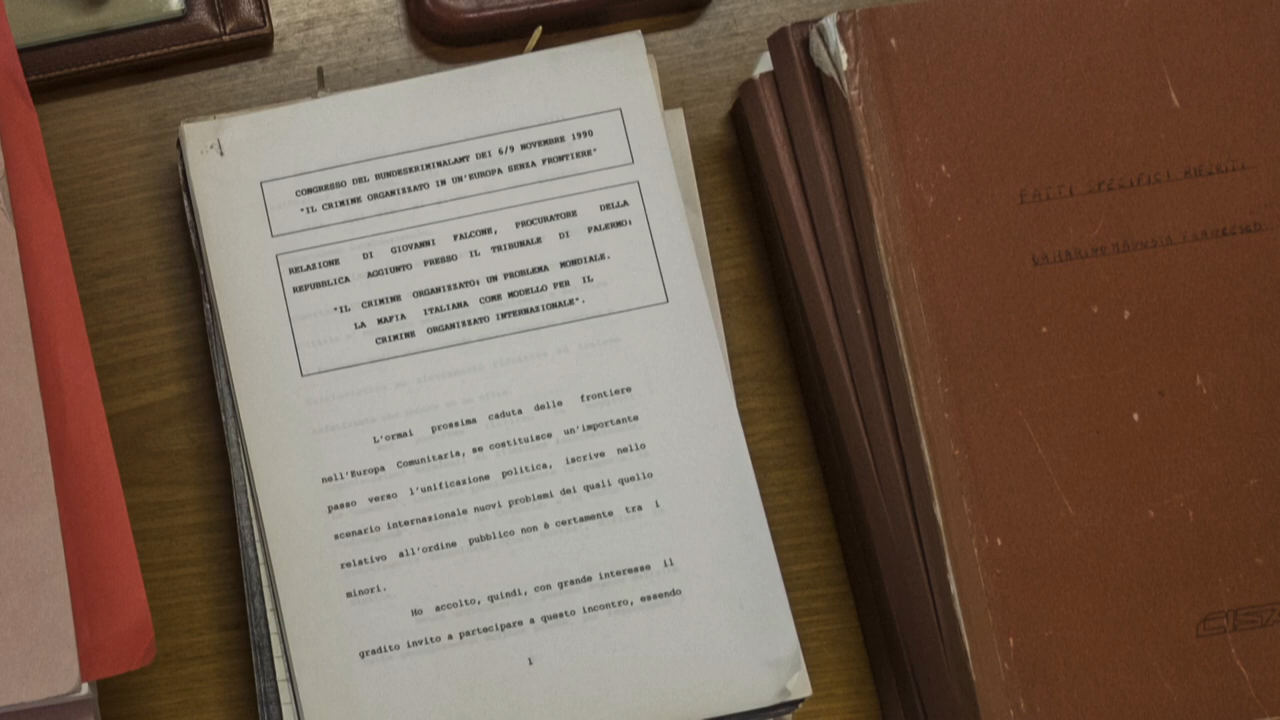 CONGRESSO DEL BUNDESKRIMINALAMT DEI 6/9 NOVEMBRE 1990
"IL CRIMINE ORGANIZZATO IN UN'EUROPA SENZA FRONTIERE"
RELAZIONE DI GIOVANNI FALCONE, PROCURATORE DELLA
REPUBBLICA AGGIUNTO PRESSO IL TRIBUNALE DI PALERMO:
"IL CRIMINE ORGANIZZATO: UN PROBLEMA MONDIALE.
LA MAFIA ITALIANA COME MODELLO PER IL
CRIMINE ORGANIZZATO INTERNAZIONALE".
L'ormai prossima caduta delle frontiere
nell'Europa Comunitaria, se costituisce un'importante
passo verso l'unificazione politica, iscrive nello
scenario internazionale nuovi problemi dei quali quello
relativo all'ordine pubblico non è certamente tra i
minori.
Ho accolto, quindi, con grande interesse il
gradito invito a partecipare a questo incontro, essendo
1
FATTI SPECIFICI RIFERITI